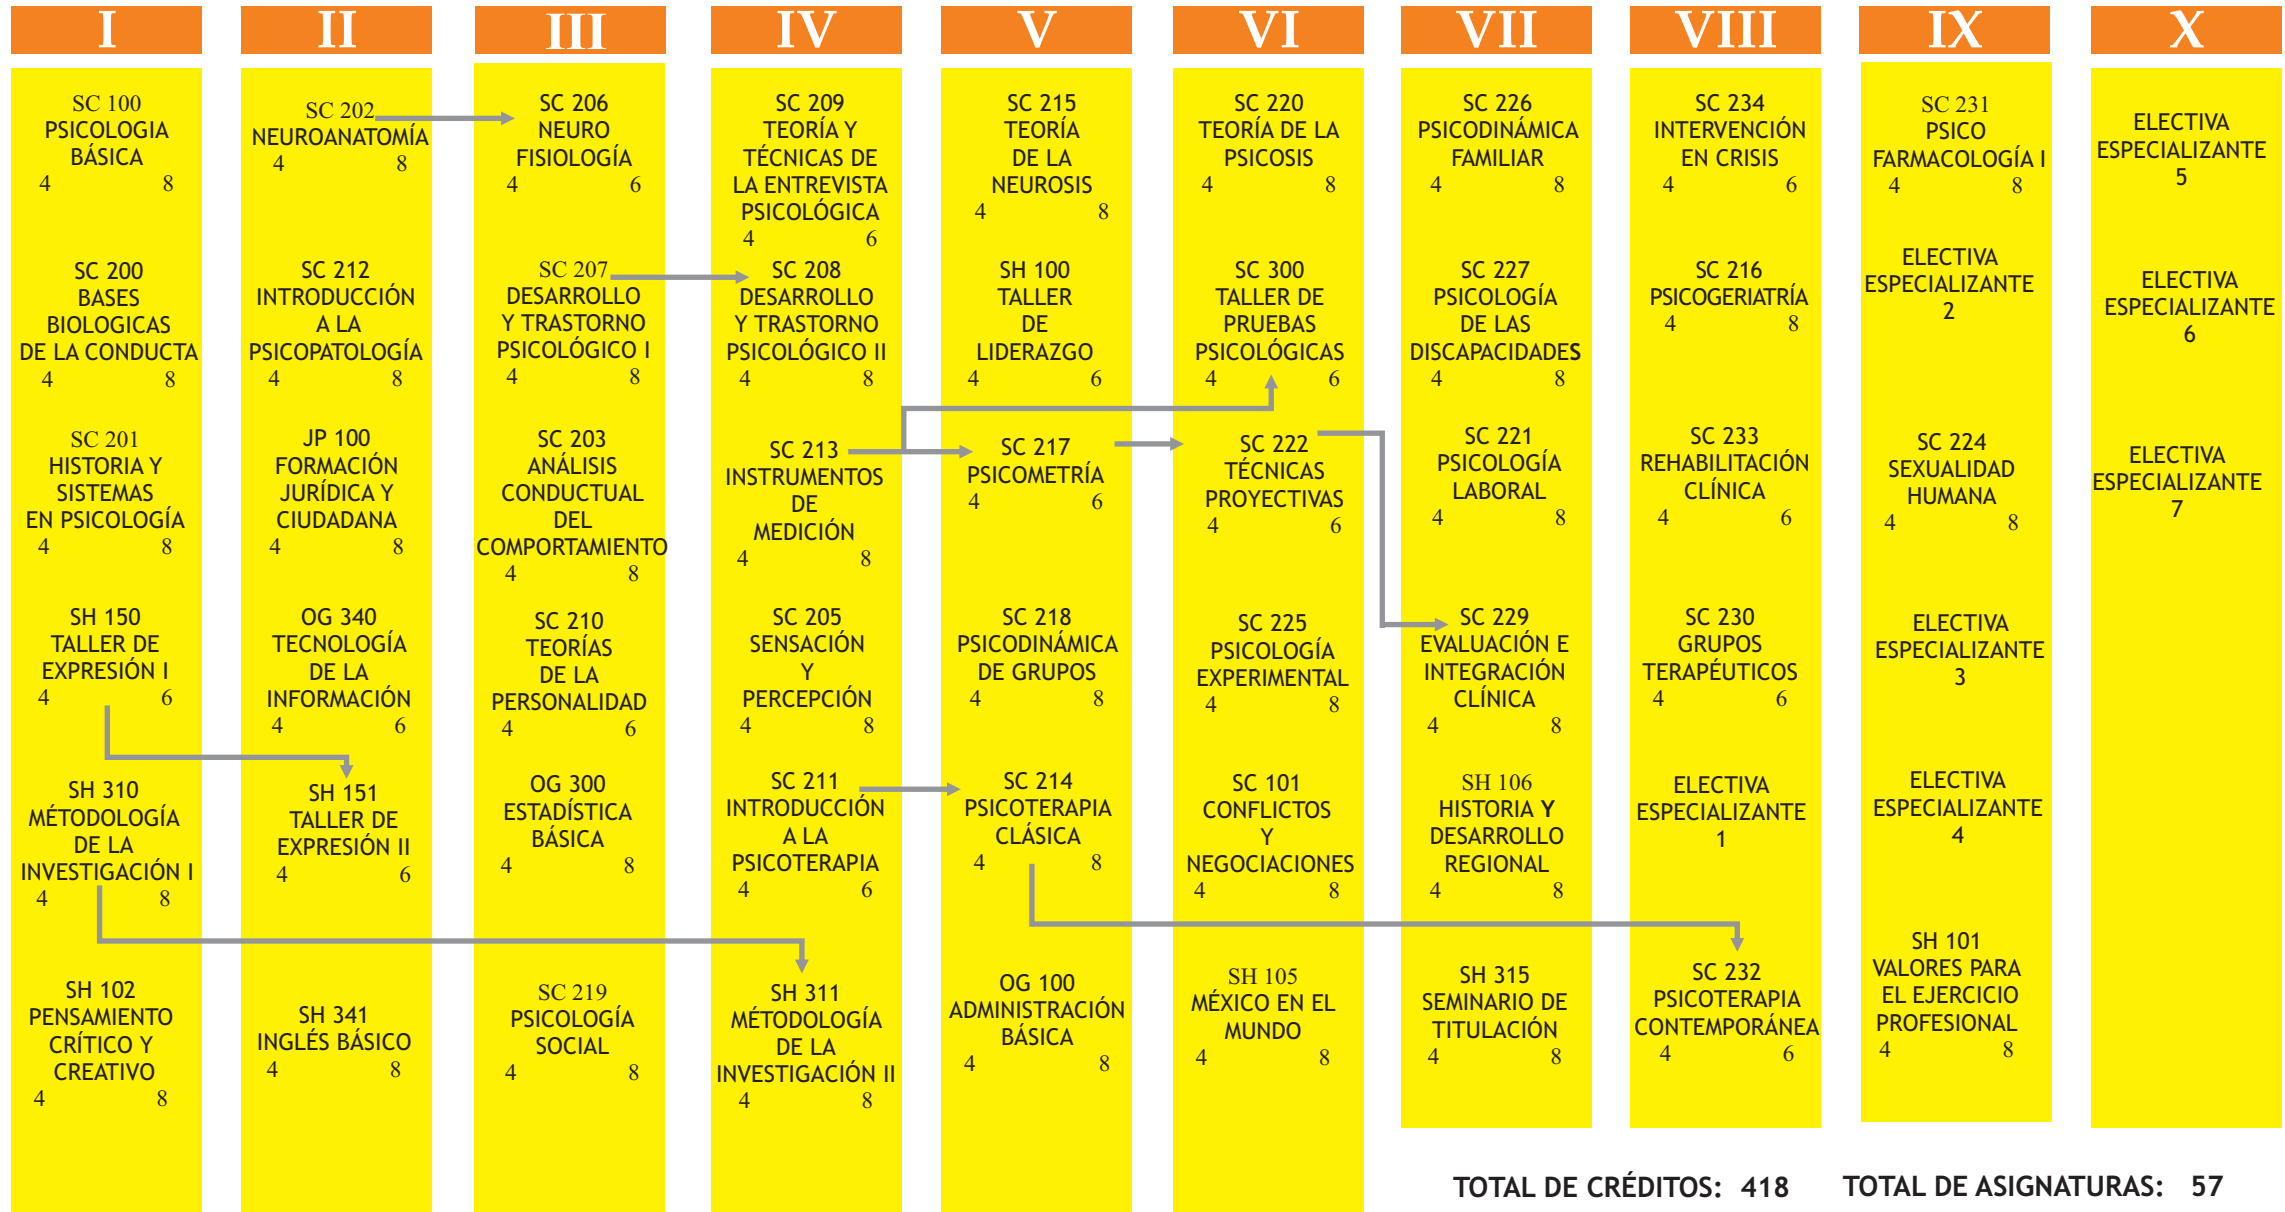 I
SC 100
PSICOLOGIA
BÁSICA
4 8
SC 200
BASES
BIOLOGICAS
DE LA CONDUCTA
4 8
SC 201
HISTORIA Y
SISTEMAS
EN PSICOLOGÍA
4 8
SH 150
TALLER DE
EXPRESIÓN I
4 6
SH 310
MÉTODOLOGÍA
DE LA
INVESTIGACIÓN I
4 8
SH 102
PENSAMIENTO
CRÍTICO Y
CREATIVO
4 8
II
SC 202
NEUROANATOMÍA
4 8
SC 212
INTRODUCCIÓN
A LA
PSICOPATOLOGÍA
4 8
JP 100
FORMACIÓN
JURÍDICA Y
CIUDADANA
4 8
OG 340
TECNOLOGÍA
DE LA
INFORMACIÓN
4 6
SH 151
TALLER DE
EXPRESIÓN II
4 6
SH 341
INGLÉS BÁSICO
4 8
III
SC 206
NEURO
FISIOLOGÍA
4 6
SC 207
DESARROLLO
Y TRASTORNO
PSICOLÓGICO I
4 8
SC 203
ANÁLISIS
CONDUCTUAL
DEL
COMPORTAMIENTO
4 8
SC 210
TEORÍAS
DE LA
PERSONALIDAD
4 6
OG 300
ESTADÍSTICA
BÁSICA
4 8
SC 219
PSICOLOGÍA
SOCIAL
4 8
IV
SC 209
TEORÍA Y
TÉCNICAS DE
LA ENTREVISTA
PSICOLÓGICA
4 6
SC 208
DESARROLLO
Y TRASTORNO
PSICOLÓGICO II
4 8
SC 213
INSTRUMENTOS
DE
MEDICIÓN
4 8
SC 205
SENSACIÓN
Y
PERCEPCIÓN
4 8
SC 211
INTRODUCCIÓN
A LA
PSICOTERAPIA
4 6
SH 311
MÉTODOLOGÍA
DE LA
INVESTIGACIÓN II
4 8
V
SC 215
TEORÍA
DE LA
NEUROSIS
4 8
SH 100
TALLER
DE
LIDERAZGO
4 6
SC 217
PSICOMETRÍA
4 6
SC 218
PSICODINÁMICA
DE GRUPOS
4 8
SC 214
PSICOTERAPIA
CLÁSICA
4 8
OG 100
ADMINISTRACIÓN
BÁSICA
4 8
VI
SC 220
TEORÍA DE LA
PSICOSIS
4 8
SC 300
TALLER DE
PRUEBAS
PSICOLÓGICAS
4 6
SC 222
TÉCNICAS
PROYECTIVAS
4 6
SC 225
PSICOLOGÍA
EXPERIMENTAL
4 8
SC 101
CONFLICTOS
Y
NEGOCIACIONES
4 8
SH 105
MÉXICO EN EL
MUNDO
4 8
VII
SC 226
PSICODINÁMICA
FAMILIAR
4 8
SC 227
PSICOLOGÍA
DE LAS
DISCAPACIDADES
4 8
SC 221
PSICOLOGÍA
LABORAL
4 8
SC 229
EVALUACIÓN E
INTEGRACIÓN
CLÍNICA
4 8
SH 106
HISTORIA Y
DESARROLLO
REGIONAL
4 8
SH 315
SEMINARIO DE
TITULACIÓN
4 8
VIII
SC 234
INTERVENCIÓN
EN CRISIS
4 6
SC 216
PSICOGERIATRÍA
4 8
SC 233
REHABILITACIÓN
CLÍNICA
4 6
SC 230
GRUPOS
TERAPÉUTICOS
4 6
ELECTIVA
ESPECIALIZANTE
1
SC 232
PSICOTERAPIA
CONTEMPORÁNEA
4 6
IX
SC 231
PSICO
FARMACOLOGÍA I
4 8
ELECTIVA
ESPECIALIZANTE
2
SC 224
SEXUALIDAD
HUMANA
4 8
ELECTIVA
ESPECIALIZANTE
3
ELECTIVA
ESPECIALIZANTE
4
SH 101
VALORES PARA
EL EJERCICIO
PROFESIONAL
4 8
X
ELECTIVA
ESPECIALIZANTE
5
ELECTIVA
ESPECIALIZANTE
6
ELECTIVA
ESPECIALIZANTE
7
TOTAL DE CRÉDITOS: 418 TOTAL DE ASIGNATURAS: 57